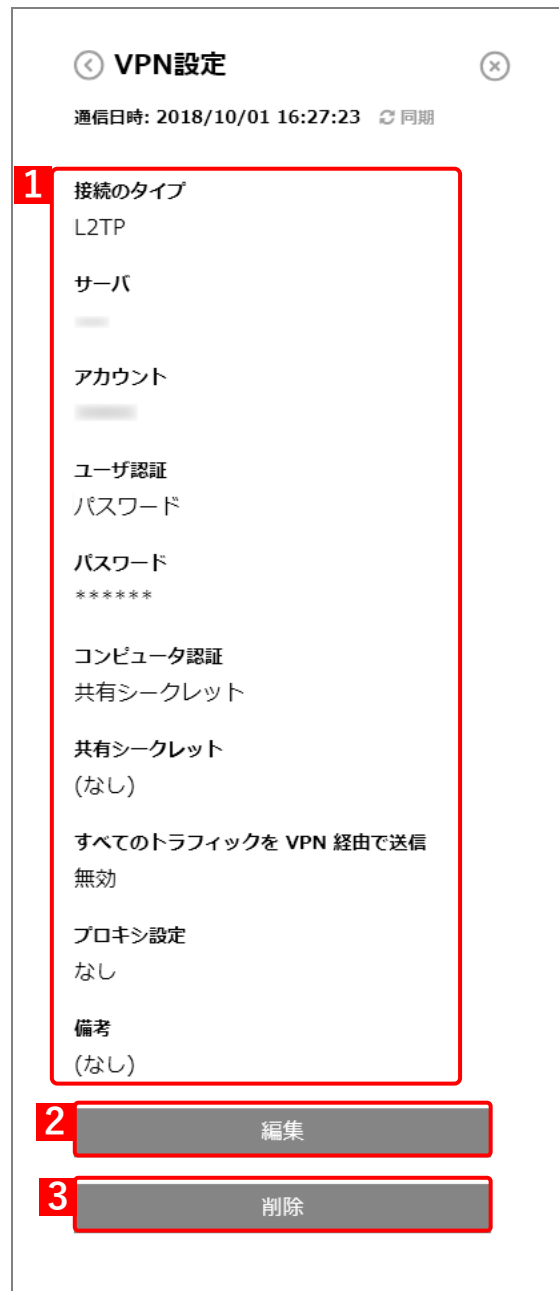 VPN設定
通信日時: 2018/10/01 16:27:23 同期
1
接続のタイプ
L2TP
サーバ
アカウント
ユーザ認証
パスワード
パスワード
******
コンピュータ認証
共有シークレット
共有シークレット
(なし)
すべてのトラフィックを VPN 経由で送信
無効
プロキシ設定
なし
備考
(なし)
2 編集
3 削除